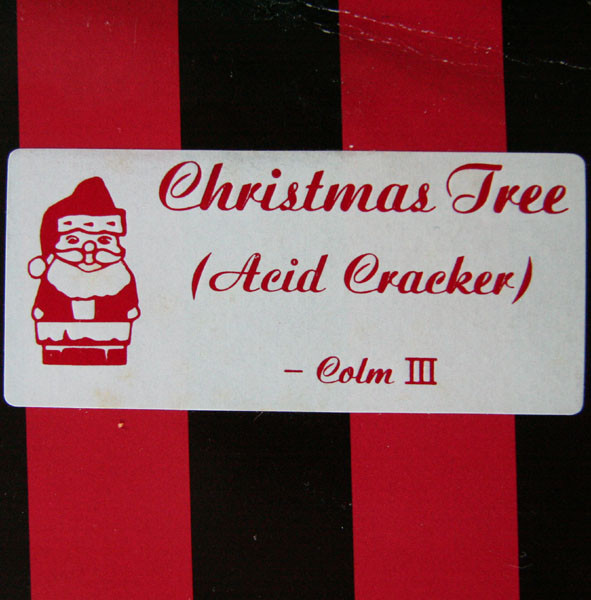 Christmas Tree
(Acid Cracker)
– Colm III